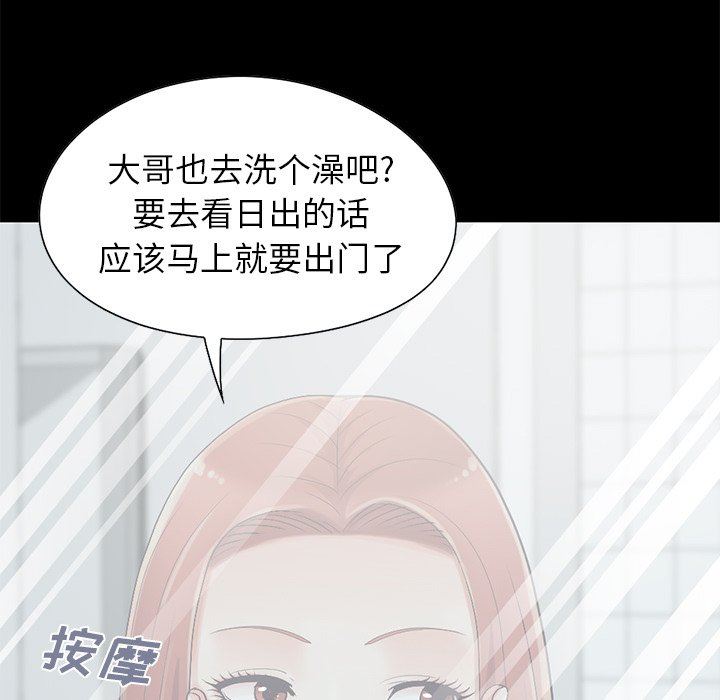 大哥也去洗个澡吧?
要去看日出的话
应该马上就要出门了
按摩